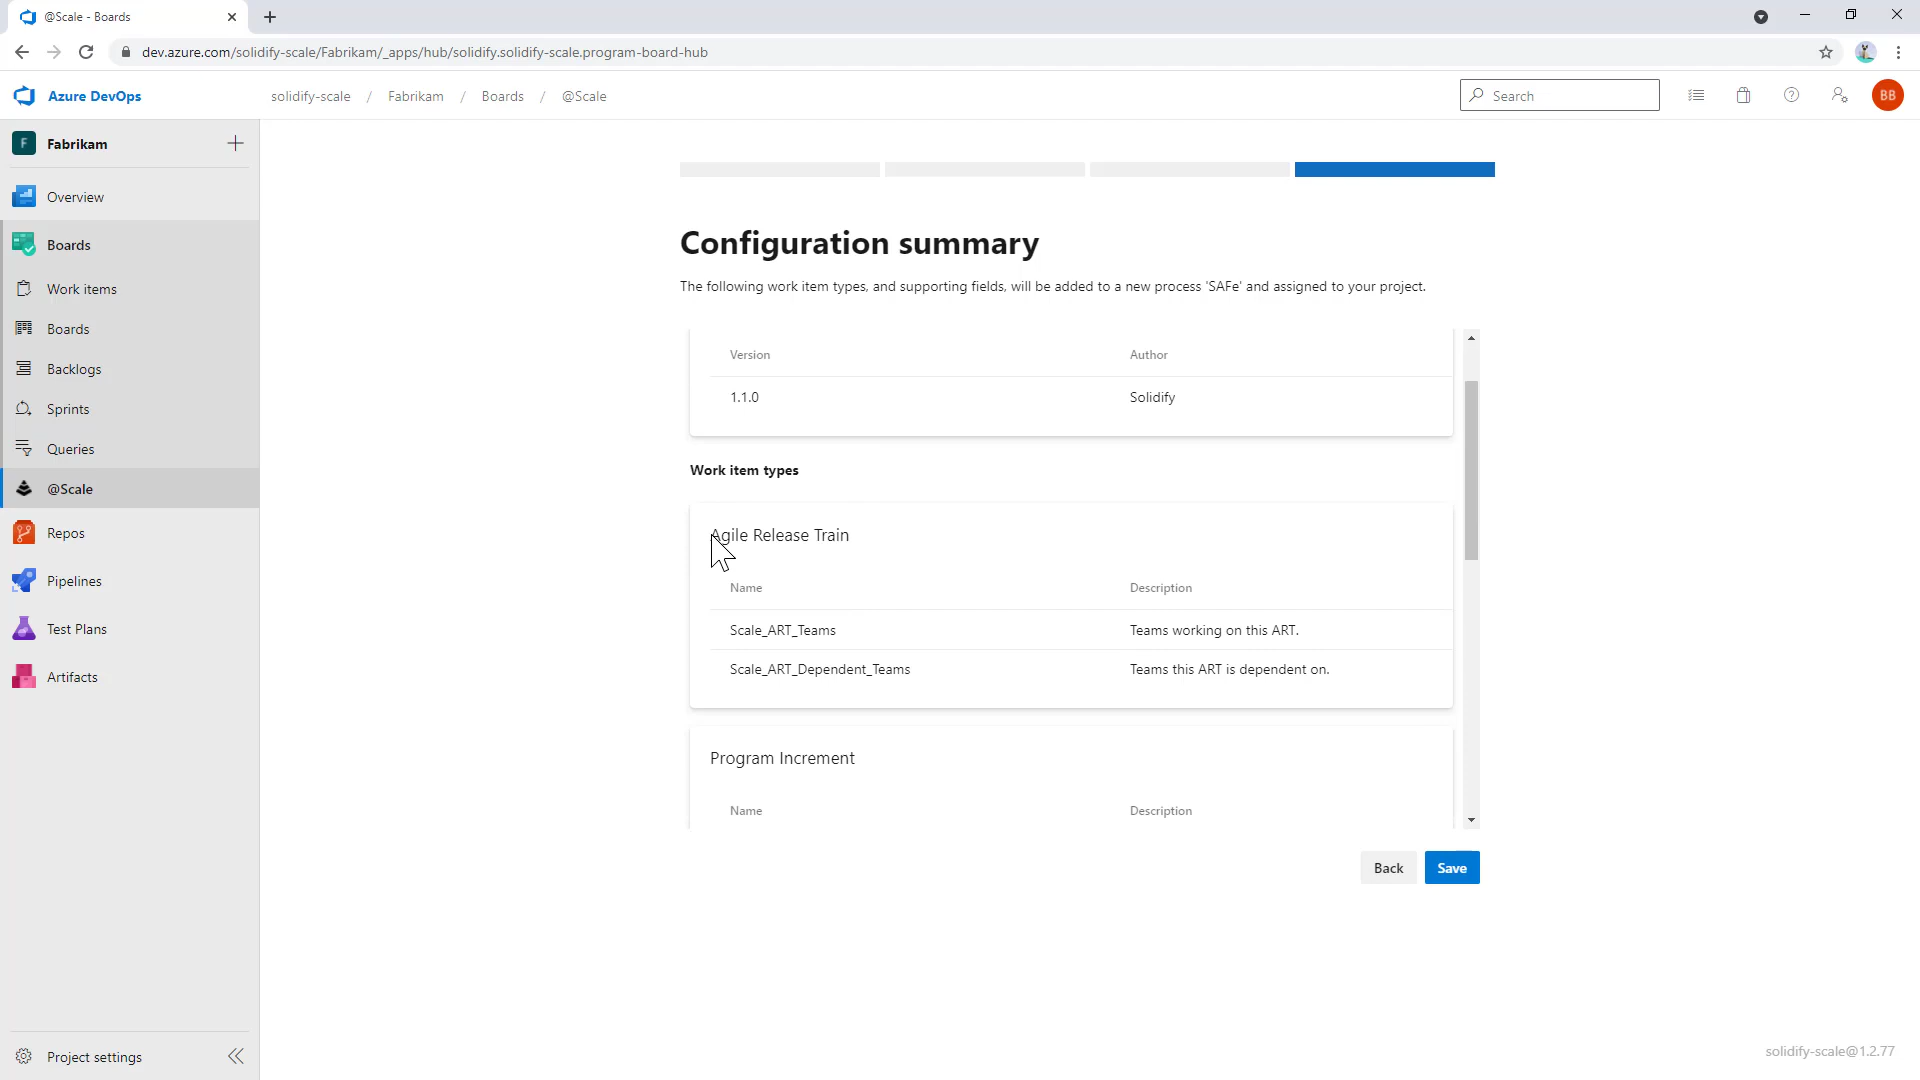 @Scale - Boards
dev.azure.com/solidify-scale/Fabrikam/_apps/hub/solidify.solidify-scale.program-board-hub
Azure DevOps
solidify-scale / Fabrikam / Boards / @Scale
Search
BB
F Fabrikam
Overview
Boards
Work items
Boards
Backlogs
Sprints
Queries
@Scale
Repos
Pipelines
Test Plans
Artifacts
Project settings
Configuration summary
The following work item types, and supporting fields, will be added to a new process 'SAFe' and assigned to your project.
Version Author
1.1.0 Solidify
Work item types
Agile Release Train
Name Description
Scale_ART_Teams Teams working on this ART.
Scale_ART_Dependent_Teams Teams this ART is dependent on.
Program Increment
Name Description
Back Save
solidify-scale@1.2.77